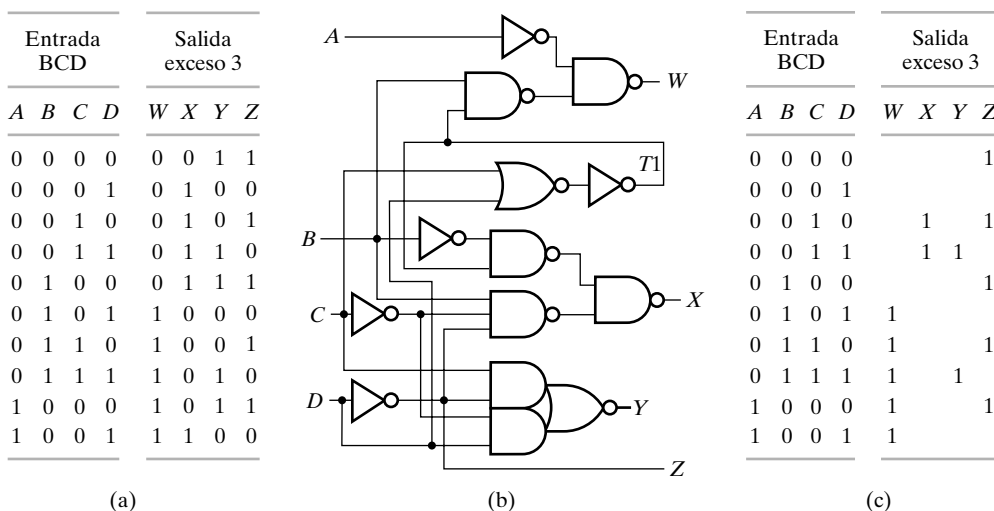 Entrada BCD
Salida exceso 3
A B C D W X Y Z
0 0 0 0 0 0 1 1
0 0 0 1 0 1 0 0
0 0 1 0 0 1 0 1
0 0 1 1 0 1 1 0
0 1 0 0 0 1 1 1
0 1 0 1 1 0 0 0
0 1 1 0 1 0 0 1
0 1 1 1 1 0 1 0
1 0 0 0 1 0 1 1
1 0 0 1 1 1 0 0
(a)
A
W
T1
B
X
C
D
Y
Z
(b)
Entrada BCD
Salida exceso 3
A B C D W X Y Z
0 0 0 0 1
0 0 0 1
0 0 1 0 1 1
0 0 1 1 1 1
0 1 0 0 1
0 1 0 1 1
0 1 1 0 1 1
0 1 1 1 1 1
1 0 0 0 1 1
1 0 0 1 1
(c)